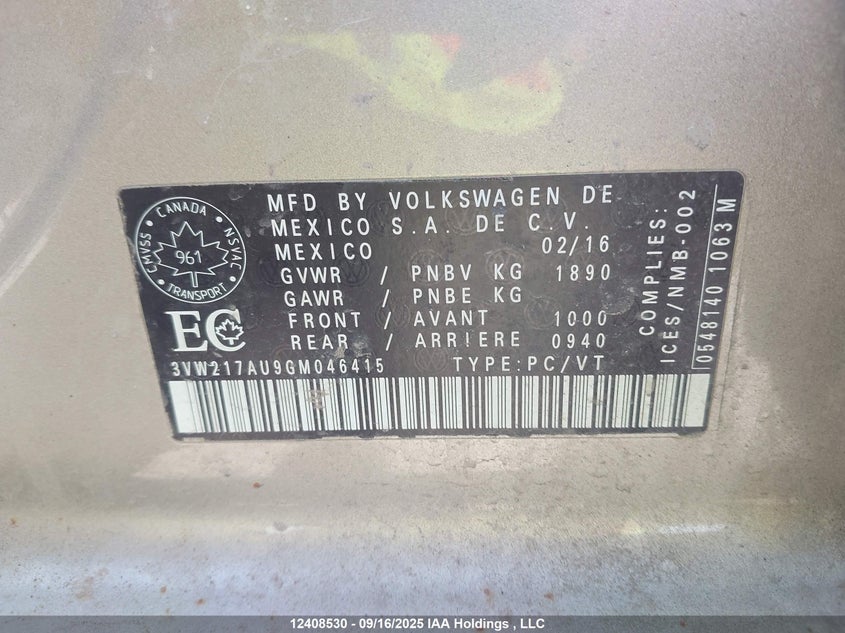 MFD BY VOLKSWAGEN DE
MEXICO S.A. DE C.V.
MEXICO 02/16
GVWR / PNBV KG 1890
GAWR / PNBE KG
FRONT / AVANT 1000
REAR / ARRIERE 0940
3VW217AU9GM046415 TYPE:PC/VT
CANADA
CMVSS
NSVAC
961
TRANSPORT
EC
COMPLIES:
ICES/NMB-002
0548140 1063 M
12408530 - 09/16/2025 IAA Holdings , LLC